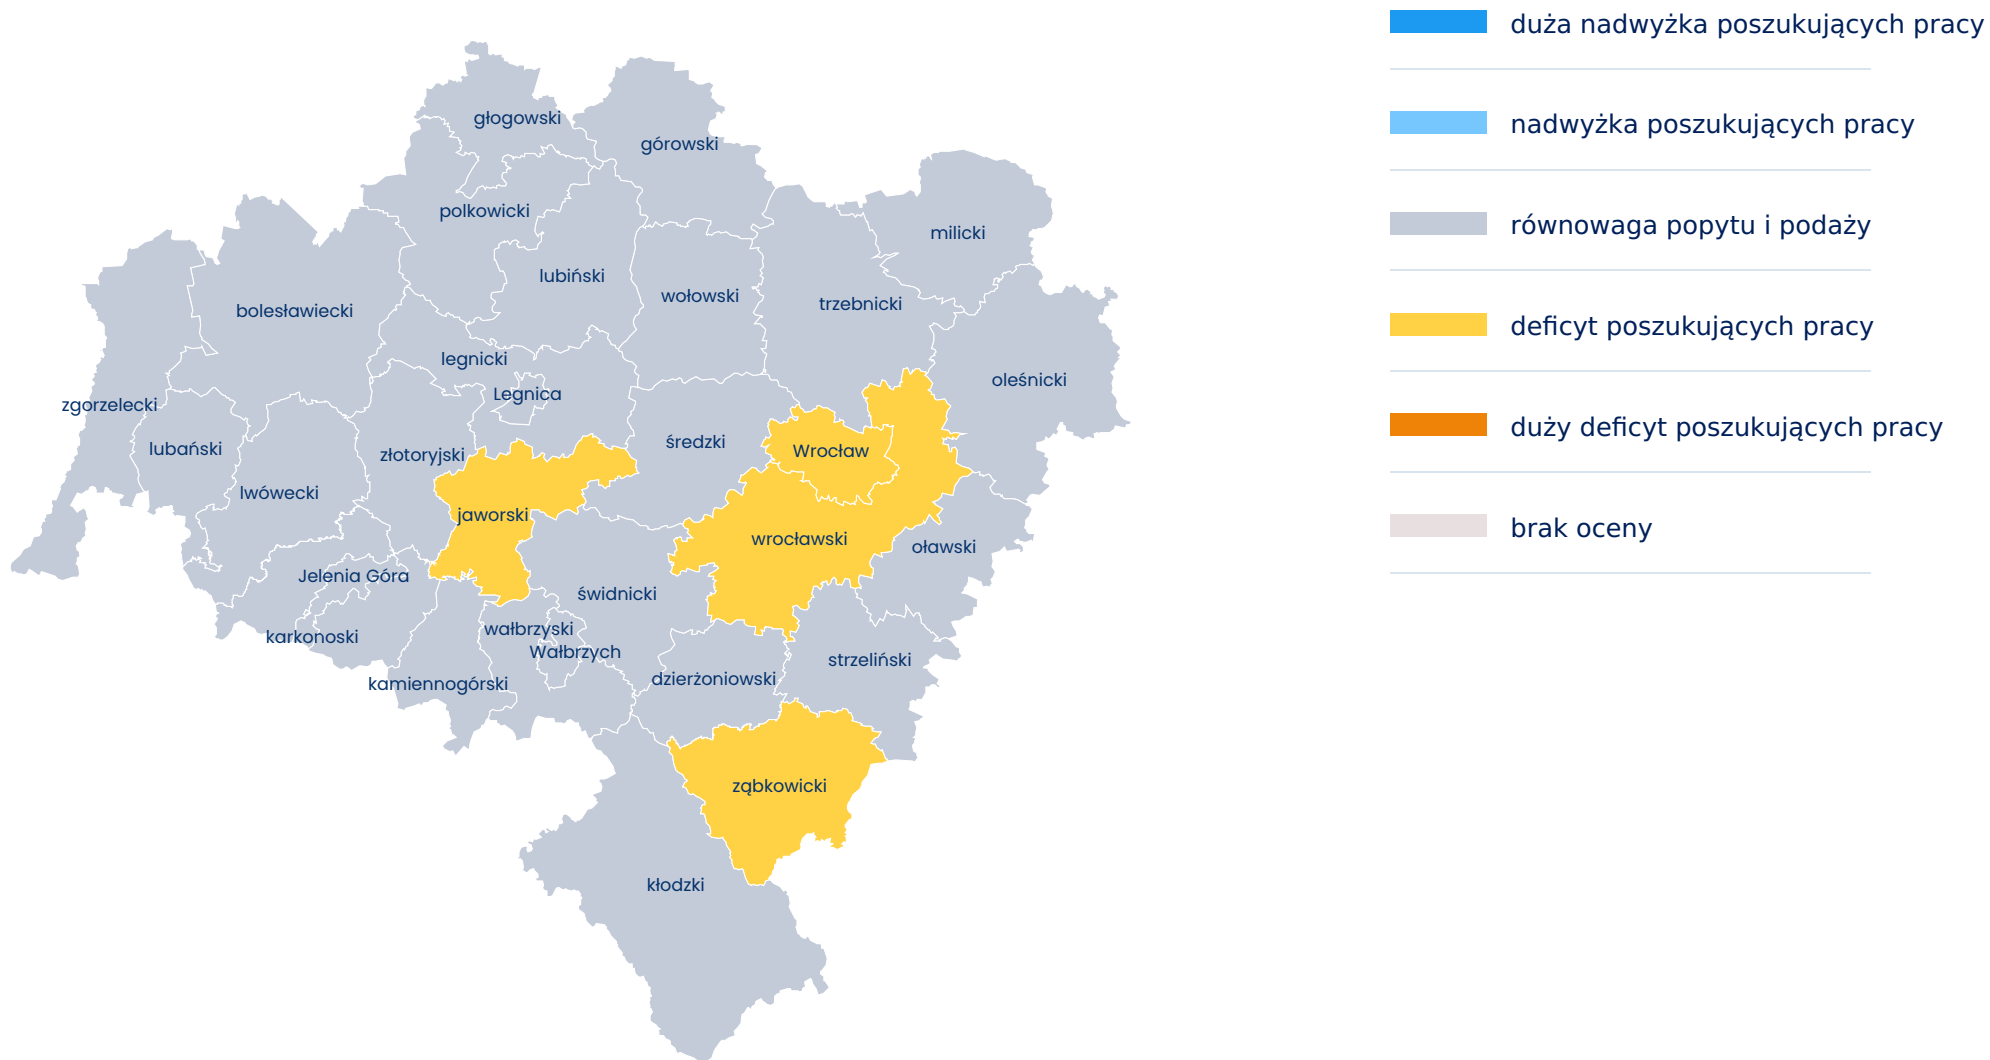 duża nadwyżka poszukujących pracy
nadwyżka poszukujących pracy
równowaga popytu i podaży
deficyt poszukujących pracy
duży deficyt poszukujących pracy
brak oceny
głogowski
górowski
polkowicki
milicki
lubiński
wołowski
trzebnicki
bolesławiecki
legnicki
Legnica
oleśnicki
zgorzelecki
lubański
złotoryjski
średzki
Wrocław
lwówecki
jaworski
wrocławski
oławski
Jelenia Góra
świdnicki
karkonoski
wałbrzyski
Wałbrzych
strzeliński
kamiennogórski
dzierżoniowski
ząbkowicki
kłodzki